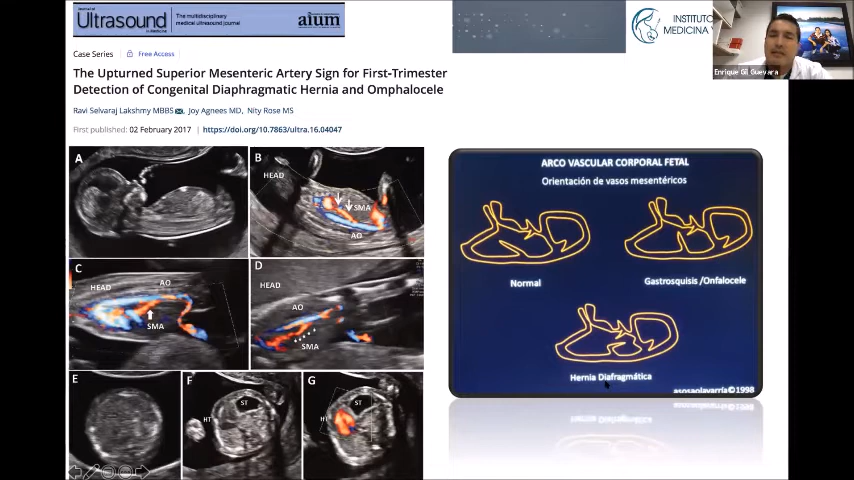 Journal of
Ultrasound
in Medicine
The multidisciplinary
medical ultrasound journal
aium
INSTITUTO
MEDICINA Y
Enrique Gil Guevara
Case Series
Free Access
The Upturned Superior Mesenteric Artery Sign for First-Trimester
Detection of Congenital Diaphragmatic Hernia and Omphalocele
Ravi Selvaraj Lakshmy MBBS, Joy Agnees MD, Nity Rose MS
First published: 02 February 2017 | https://doi.org/10.7863/ultra.16.04047
A
B
HEAD
SMA
AO
C
HEAD
AO
SMA
D
HEAD
AO
SMA
E
F
HT
ST
G
HT
ST
ARCO VASCULAR CORPORAL FETAL
Orientación de vasos mesentéricos
Normal
Gastrosquisis /Onfalocele
Hernia Diafragmática
asosaolavarría©1998